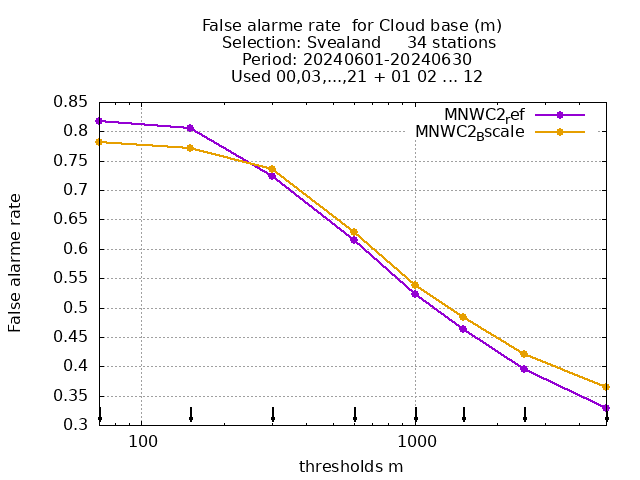 False alarme rate  for Cloud base (m)
Selection: Svealand     34 stations
Period: 20240601-20240630
Used 00,03,...,21 + 01 02 ... 12
MNWC2ref
MNWC2Bscale
False alarme rate
0.85
0.8
0.75
0.7
0.65
0.6
0.55
0.5
0.45
0.4
0.35
0.3
100 1000
thresholds m